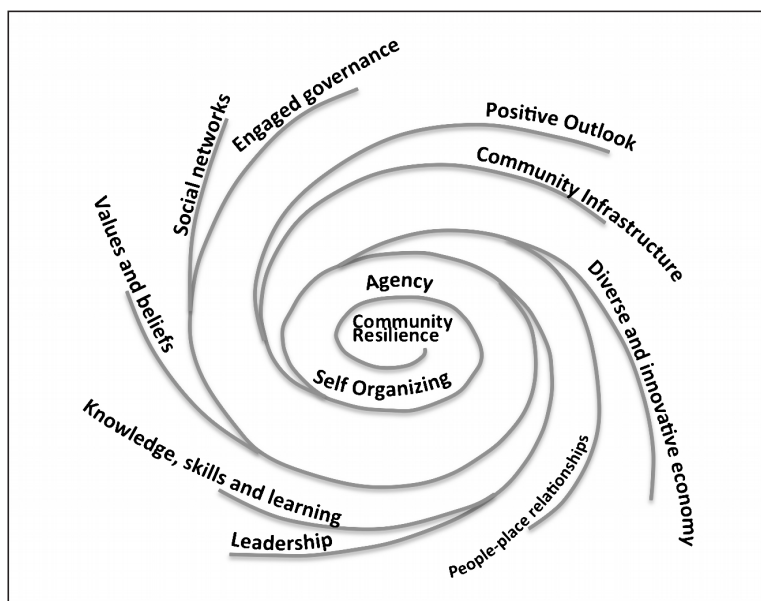 Engaged governance
Social networks
Positive Outlook
Community Infrastructure
Values and beliefs
Diverse and innovative economy
Agency
Community
Resilience
Self Organizing
Knowledge, skills and learning
People-place relationships
Leadership